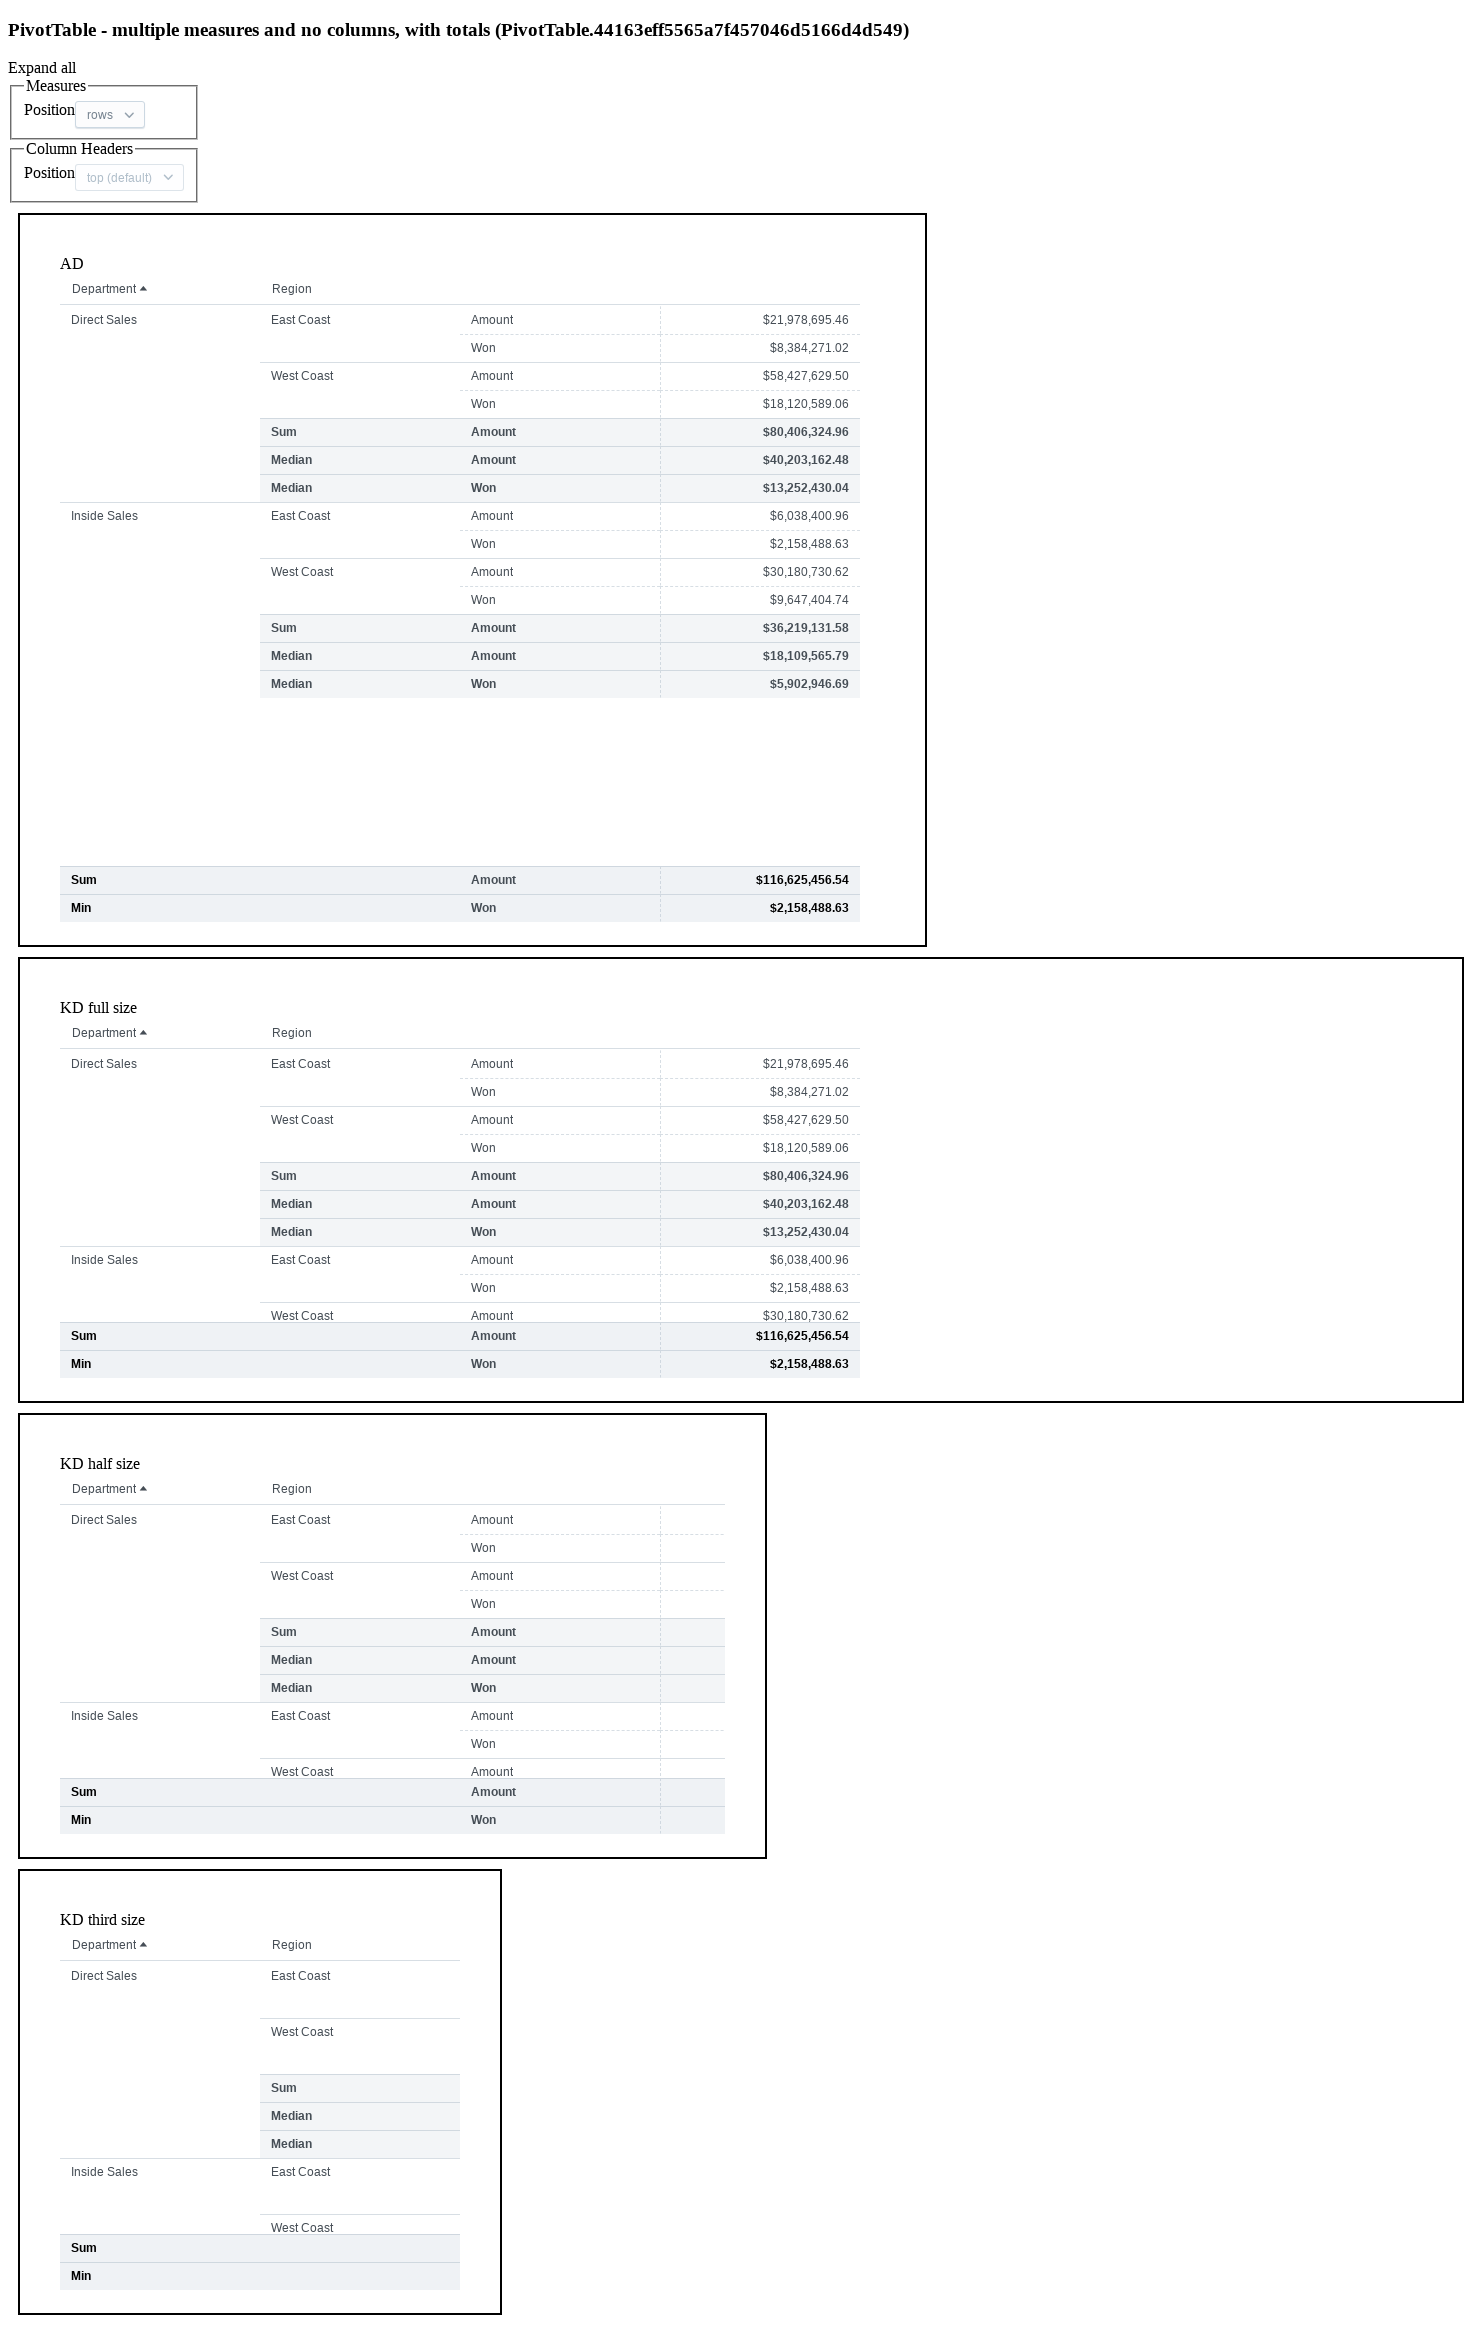 PivotTable - multiple measures and no columns, with totals (PivotTable.44163eff5565a7f457046d5166d4d549)
Expand all
Measures
Position rows
Column Headers
Position top (default)
AD
Department Region
Direct Sales East Coast Amount $21,978,695.46
Won $8,384,271.02
West Coast Amount $58,427,629.50
Won $18,120,589.06
Sum Amount $80,406,324.96
Median Amount $40,203,162.48
Median Won $13,252,430.04
Inside Sales East Coast Amount $6,038,400.96
Won $2,158,488.63
West Coast Amount $30,180,730.62
Won $9,647,404.74
Sum Amount $36,219,131.58
Median Amount $18,109,565.79
Median Won $5,902,946.69
Sum Amount $116,625,456.54
Min Won $2,158,488.63
KD full size
Department Region
Direct Sales East Coast Amount $21,978,695.46
Won $8,384,271.02
West Coast Amount $58,427,629.50
Won $18,120,589.06
Sum Amount $80,406,324.96
Median Amount $40,203,162.48
Median Won $13,252,430.04
Inside Sales East Coast Amount $6,038,400.96
Won $2,158,488.63
West Coast Amount $30,180,730.62
Sum Amount $116,625,456.54
Min Won $2,158,488.63
KD half size
Department Region
Direct Sales East Coast Amount
Won
West Coast Amount
Won
Sum Amount
Median Amount
Median Won
Inside Sales East Coast Amount
Won
West Coast Amount
Sum Amount
Min Won
KD third size
Department Region
Direct Sales East Coast
West Coast
Sum
Median
Median
Inside Sales East Coast
West Coast
Sum
Min